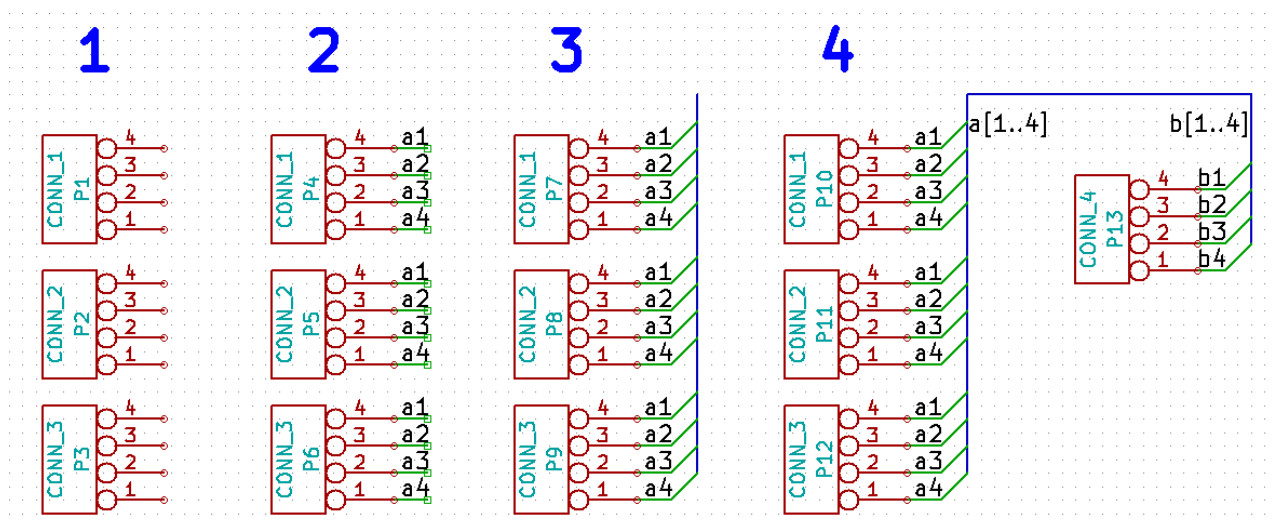 1 2 3 4
a[1..4] b[1..4]
CONN_1 P1 4 3 2 1
CONN_1 P4 4 a1 3 a2 2 a3 1 a4
CONN_1 P7 4 a1 3 a2 2 a3 1 a4
CONN_1 P10 4 a1 3 a2 2 a3 1 a4
CONN_4 P13 4 b1 3 b2 2 b3 1 b4
CONN_2 P2 4 3 2 1
CONN_2 P5 4 a1 3 a2 2 a3 1 a4
CONN_2 P8 4 a1 3 a2 2 a3 1 a4
CONN_2 P11 4 a1 3 a2 2 a3 1 a4
CONN_3 P3 4 3 2 1
CONN_3 P6 4 a1 3 a2 2 a3 1 a4
CONN_3 P9 4 a1 3 a2 2 a3 1 a4
CONN_3 P12 4 a1 3 a2 2 a3 1 a4